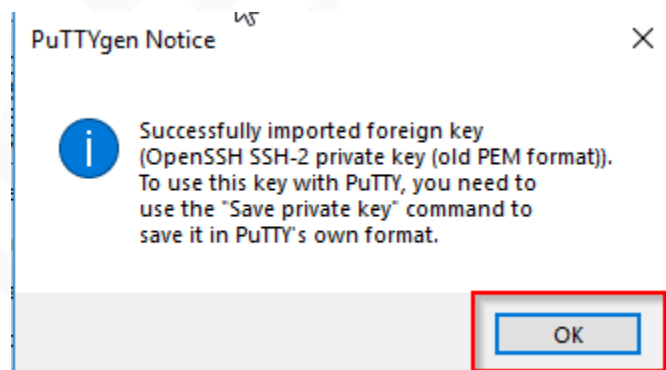 PuTTYgen Notice
Successfully imported foreign key
(OpenSSH SSH-2 private key (old PEM format)).
To use this key with PuTTY, you need to
use the "Save private key" command to
save it in PuTTY's own format.
OK